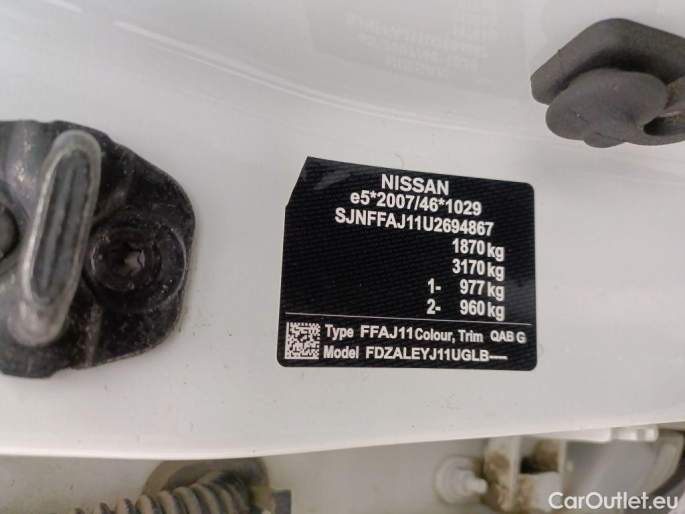 NISSAN
e5*2007/46*1029
SJNFFAJ11U2694867
1870 kg
3170 kg
1- 977 kg
2- 960 kg
Type FFAJ11 Colour, Trim QAB G
Model FDZALEYJ11UGLB-----
CarOutlet.eu